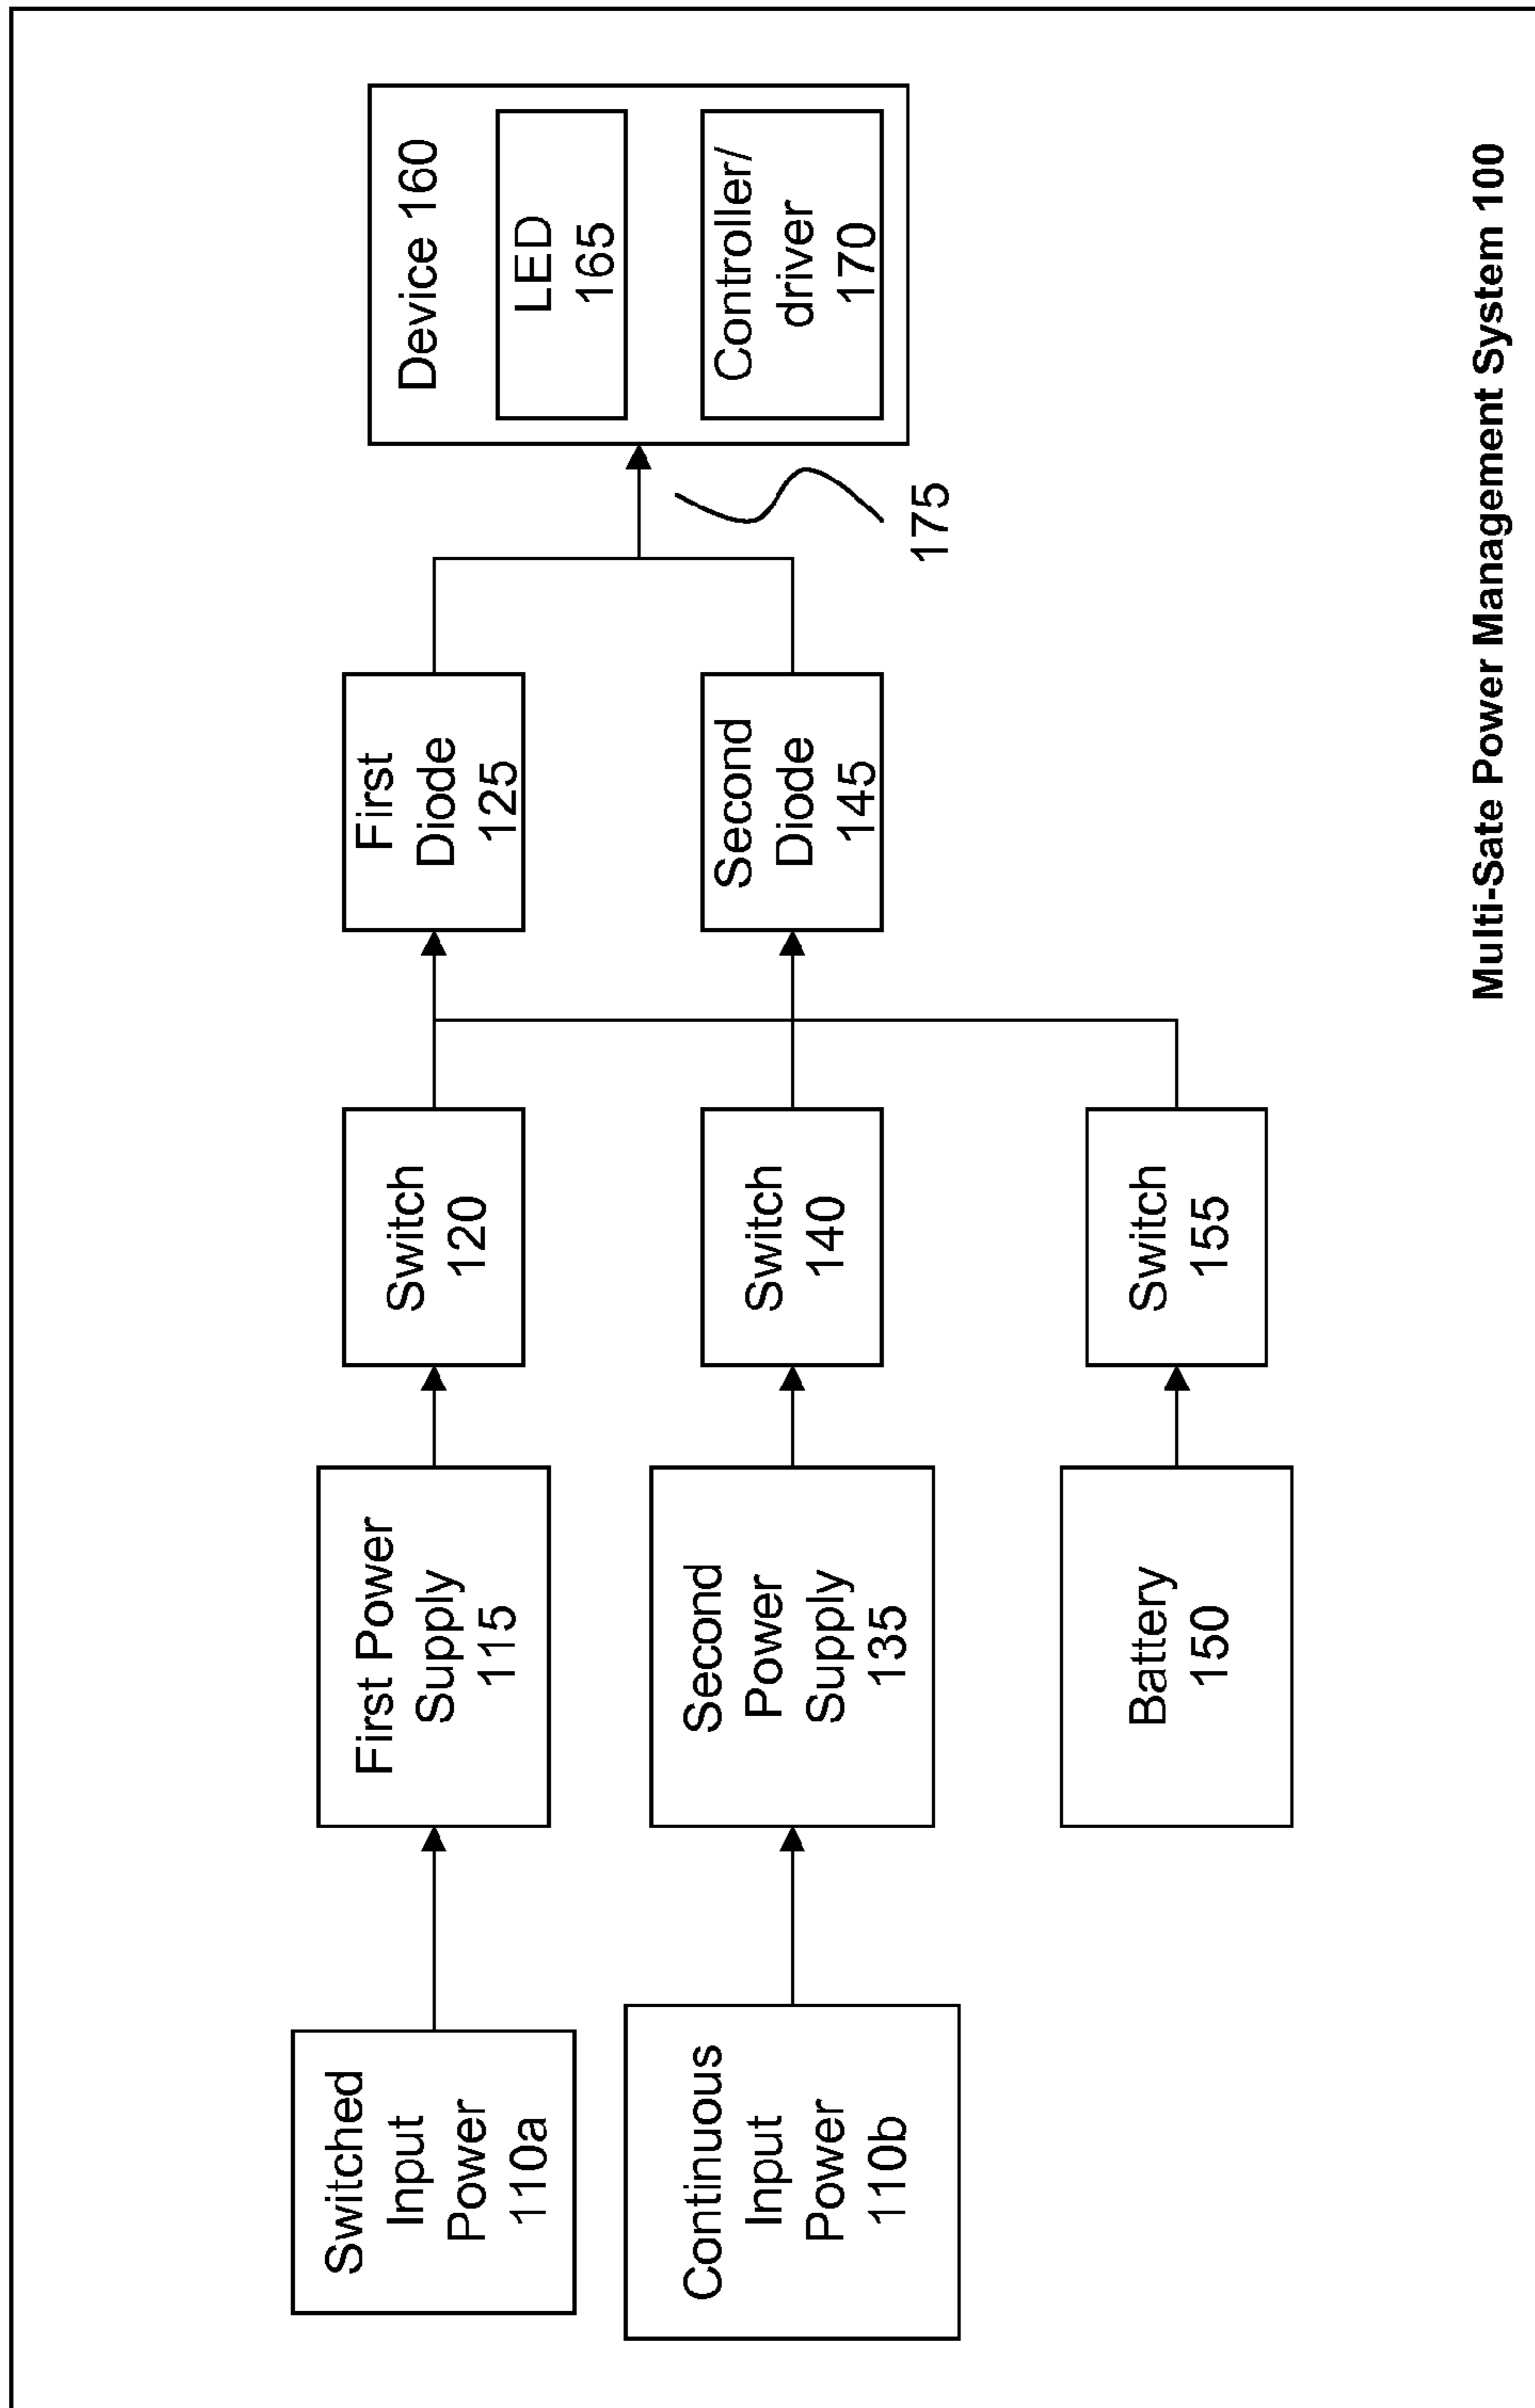 Switched
Input
Power
110a
First Power
Supply
115
Switch
120
First
Diode
125
Device 160
LED
165
Controller/
driver
170
175
Continuous
Input
Power
110b
Second
Power
Supply
135
Switch
140
Second
Diode
145
Battery
150
Switch
155
Multi-Sate Power Management System 100